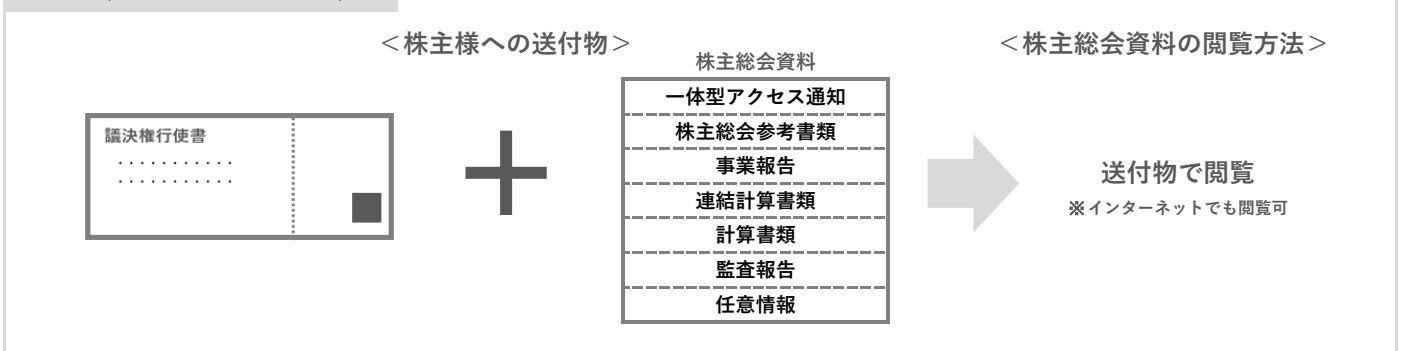 <株主様への送付物>
<株主総会資料の閲覧方法>
議決権行使書
・・・・・・・・・・・
・・・・・・・・・・・
株主総会資料
一体型アクセス通知
株主総会参考書類
事業報告
連結計算書類
計算書類
監査報告
任意情報
送付物で閲覧
※インターネットでも閲覧可